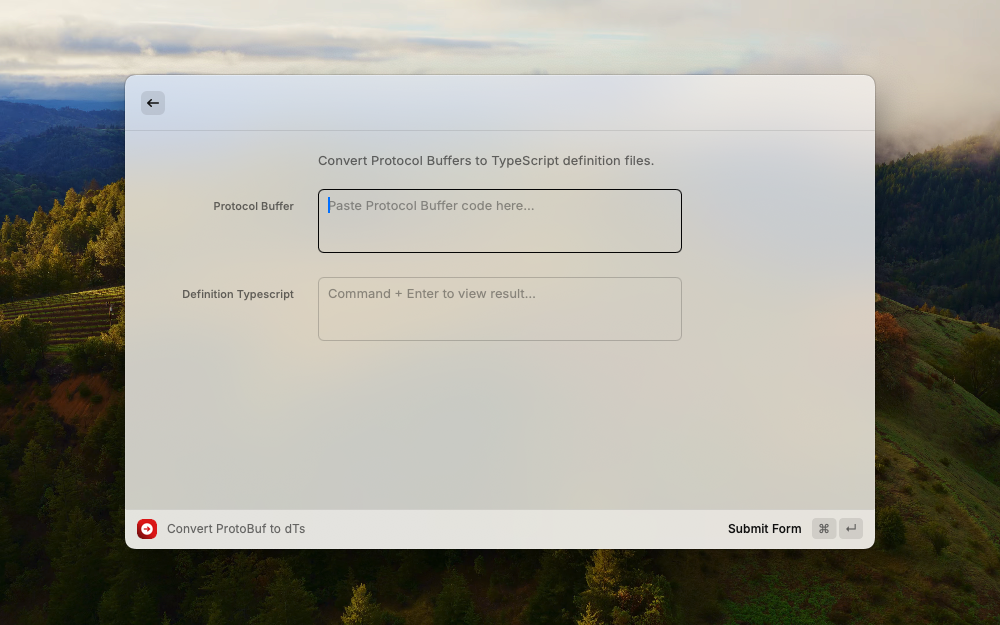 Convert Protocol Buffers to TypeScript definition files.
Protocol Buffer
Paste Protocol Buffer code here...
Definition Typescript
Command + Enter to view result...
Convert ProtoBuf to dTs
Submit Form ⌘ ↵